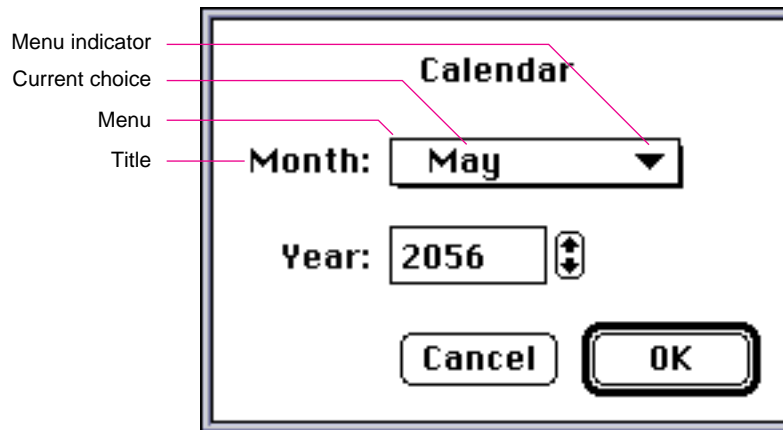 Menu indicator
Calendar
Current choice
Menu
Title
Month: May
Year: 2056
Cancel OK